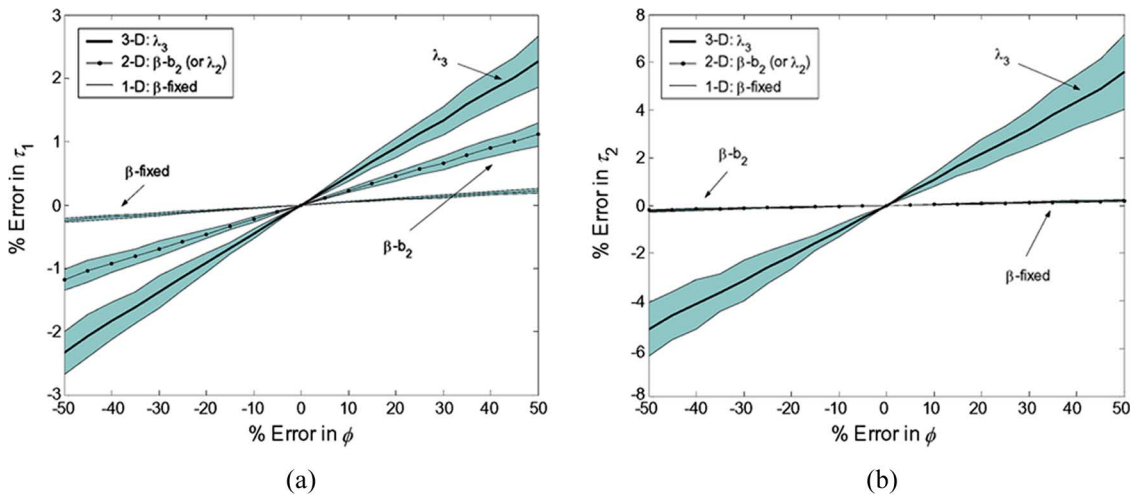 3-D: λ₃
2-D: β-b₂ (or λ₂)
1-D: β-fixed
λ₃
β-fixed
β-b₂
% Error in τ₁
3
2
1
0
-1
-2
-3
-50 -40 -30 -20 -10 0 10 20 30 40 50
% Error in ϕ
(a)
3-D: λ₃
2-D: β-b₂ (or λ₂)
1-D: β-fixed
λ₃
β-b₂
β-fixed
% Error in τ₂
8
6
4
2
0
-2
-4
-6
-8
-50 -40 -30 -20 -10 0 10 20 30 40 50
% Error in ϕ
(b)